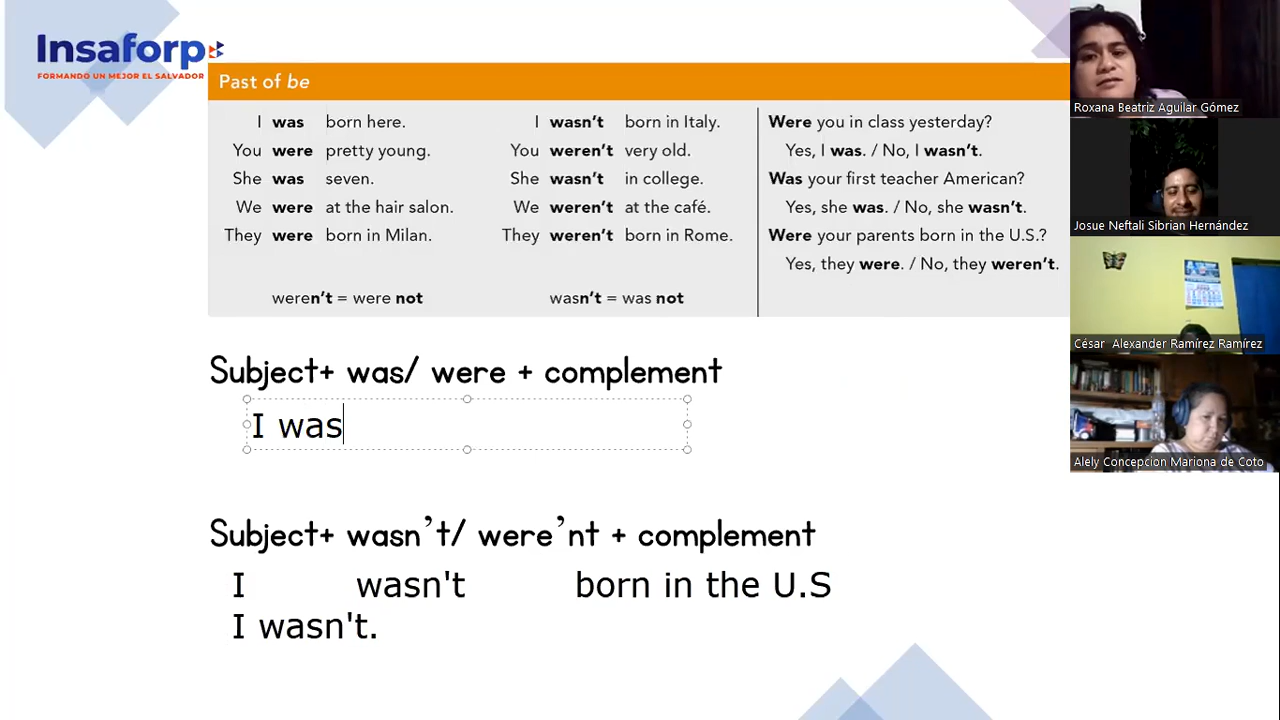 Insaforp
FORMANDO UN MEJOR EL SALVADOR
Past of be
I was born here.
You were pretty young.
She was seven.
We were at the hair salon.
They were born in Milan.
weren't = were not
I wasn't born in Italy.
You weren't very old.
She wasn't in college.
We weren't at the café.
They weren't born in Rome.
wasn't = was not
Were you in class yesterday?
Yes, I was. / No, I wasn't.
Was your first teacher American?
Yes, she was. / No, she wasn't.
Were your parents born in the U.S.?
Yes, they were. / No, they weren't.
Subject+ was/ were + complement
I was
Subject+ wasn't/ were'nt + complement
I wasn't born in the U.S
I wasn't.
Roxana Beatriz Aguilar Gómez
Josue Neftali Sibrian Hernández
César Alexander Ramírez Ramírez
Alely Concepcion Mariona de Coto